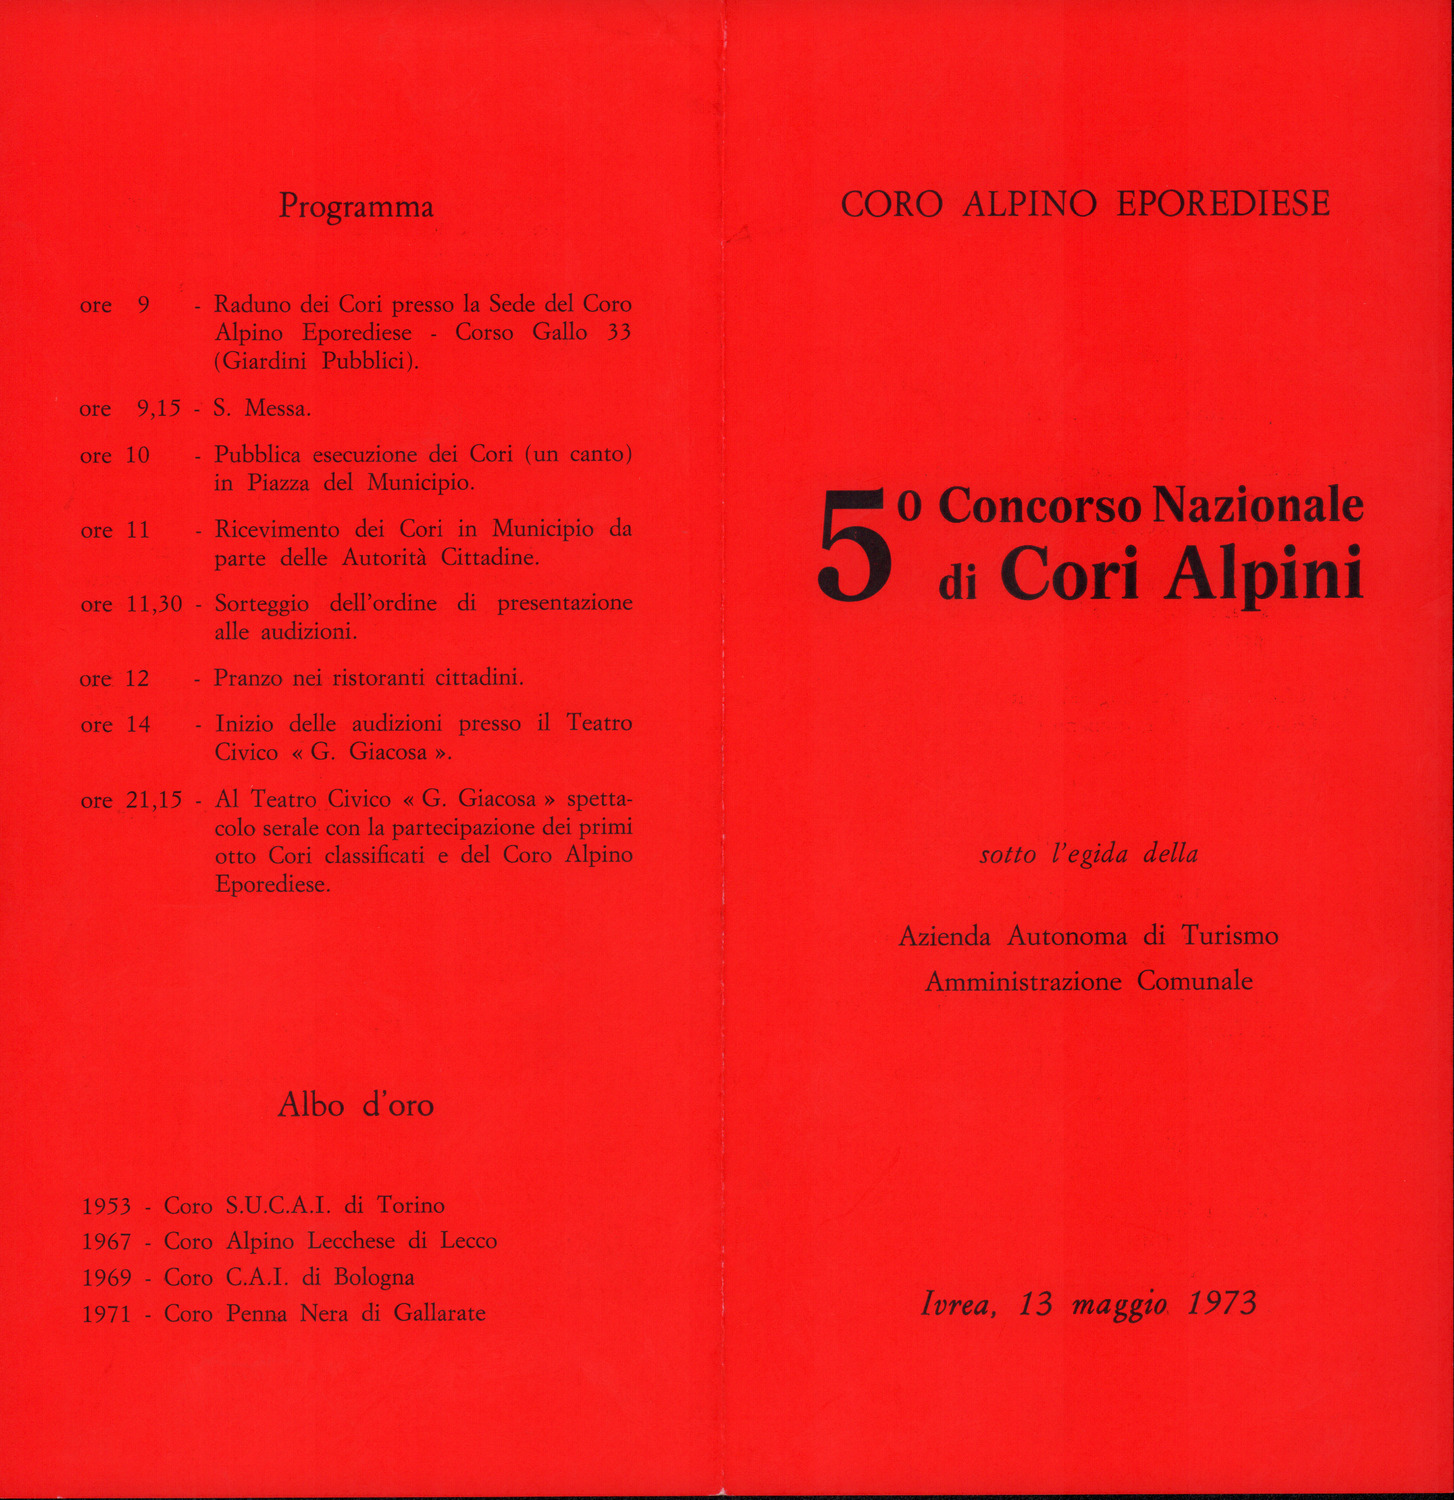 Programma
ore 9 - Raduno dei Cori presso la Sede del Coro
Alpino Eporediese - Corso Gallo 33
(Giardini Pubblici).
ore 9,15 - S. Messa.
ore 10 - Pubblica esecuzione dei Cori (un canto)
in Piazza del Municipio.
ore 11 - Ricevimento dei Cori in Municipio da
parte delle Autorità Cittadine.
ore 11,30 - Sorteggio dell'ordine di presentazione
alle audizioni.
ore 12 - Pranzo nei ristoranti cittadini.
ore 14 - Inizio delle audizioni presso il Teatro
Civico « G. Giacosa ».
ore 21,15 - Al Teatro Civico « G. Giacosa » spetta-
colo serale con la partecipazione dei primi
otto Cori classificati e del Coro Alpino
Eporediese.
Albo d'oro
1953 - Coro S.U.C.A.I. di Torino
1967 - Coro Alpino Lecchese di Lecco
1969 - Coro C.A.I. di Bologna
1971 - Coro Penna Nera di Gallarate
CORO ALPINO EPOREDIESE
5º Concorso Nazionale
di Cori Alpini
sotto l'egida della
Azienda Autonoma di Turismo
Amministrazione Comunale
Ivrea, 13 maggio 1973